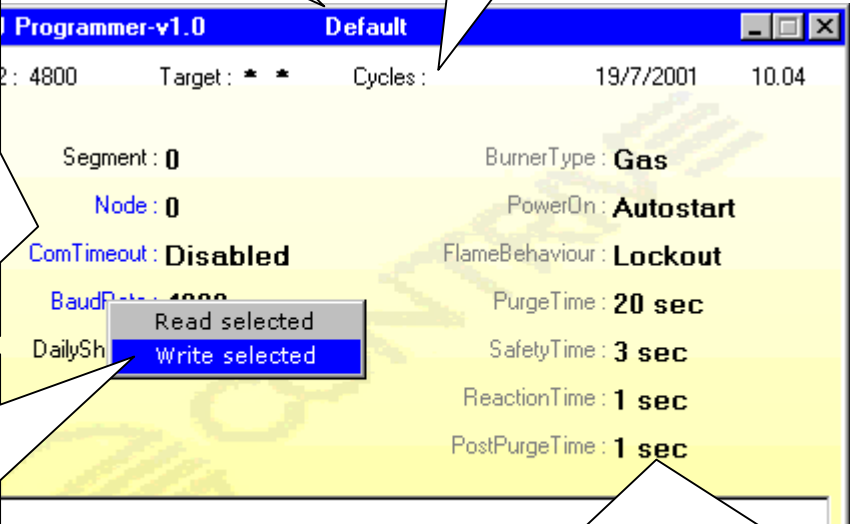 Programmer-v1.0 Default
: 4800 Target : * * Cycles : 19/7/2001 10.04
Segment : 0 BurnerType : Gas
Node : 0 PowerOn : Autostart
ComTimeout : Disabled FlameBehaviour : Lockout
PurgeTime : 20 sec
Read selected
DailySh Write selected SafetyTime : 3 sec
ReactionTime : 1 sec
PostPurgeTime : 1 sec